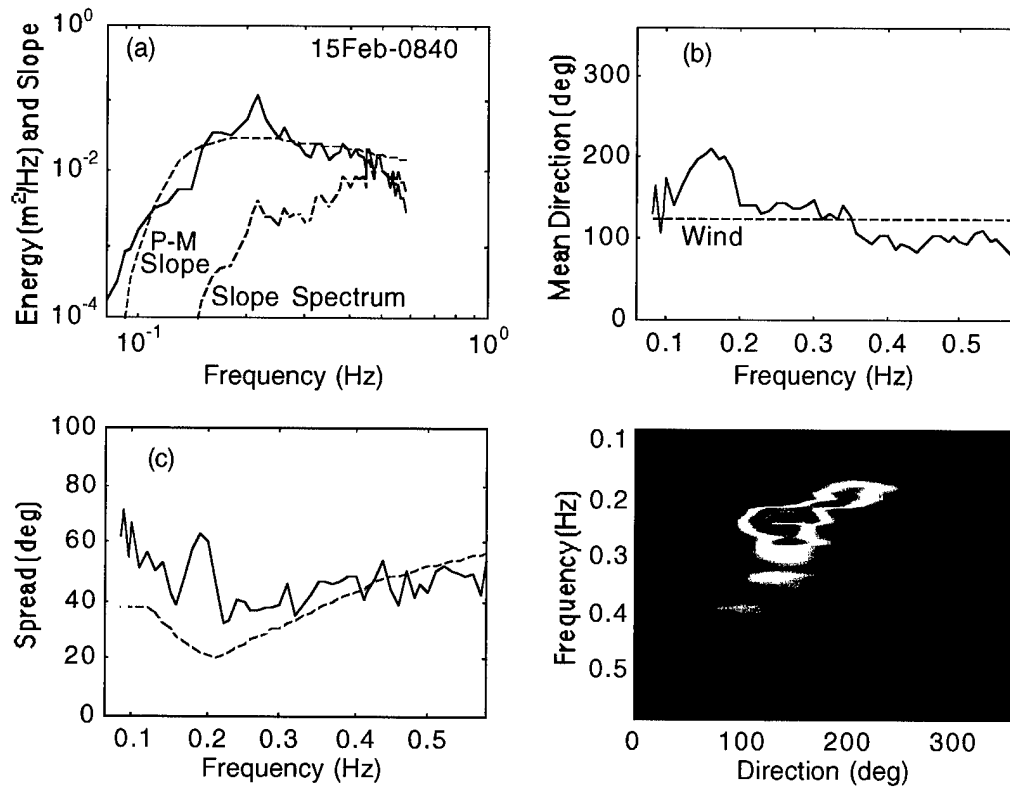 (a)
15Feb-0840
10^0
10^-1
10^-2
10^-3
10^-4
Energy (m^2/Hz) and Slope
P-M
Slope
Slope Spectrum
10^-1
10^0
Frequency (Hz)
(b)
300
200
100
0
Mean Direction (deg)
Wind
0.1 0.2 0.3 0.4 0.5
Frequency (Hz)
(c)
100
80
60
40
20
0
Spread (deg)
0.1 0.2 0.3 0.4 0.5
Frequency (Hz)
0.1
0.2
0.3
0.4
0.5
Frequency (Hz)
0 100 200 300
Direction (deg)